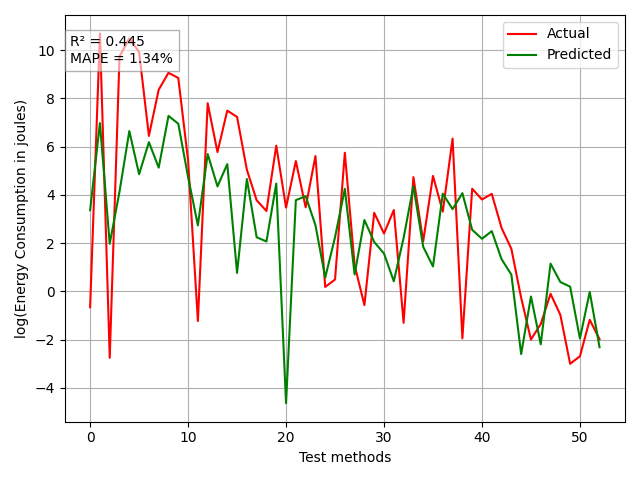 R² = 0.445
MAPE = 1.34%
Actual
Predicted
log(Energy Consumption in joules)
10
8
6
4
2
0
−2
−4
0 10 20 30 40 50
Test methods